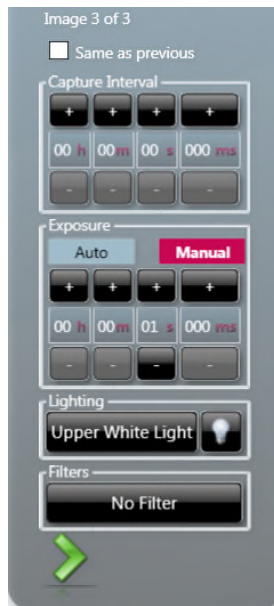 Image 3 of 3
Same as previous
Capture Interval
+ + + +
00 h 00 m 00 s 000 ms
- - - -
Exposure
Auto Manual
+ + + +
00 h 00 m 01 s 000 ms
- - - -
Lighting
Upper White Light
Filters
No Filter